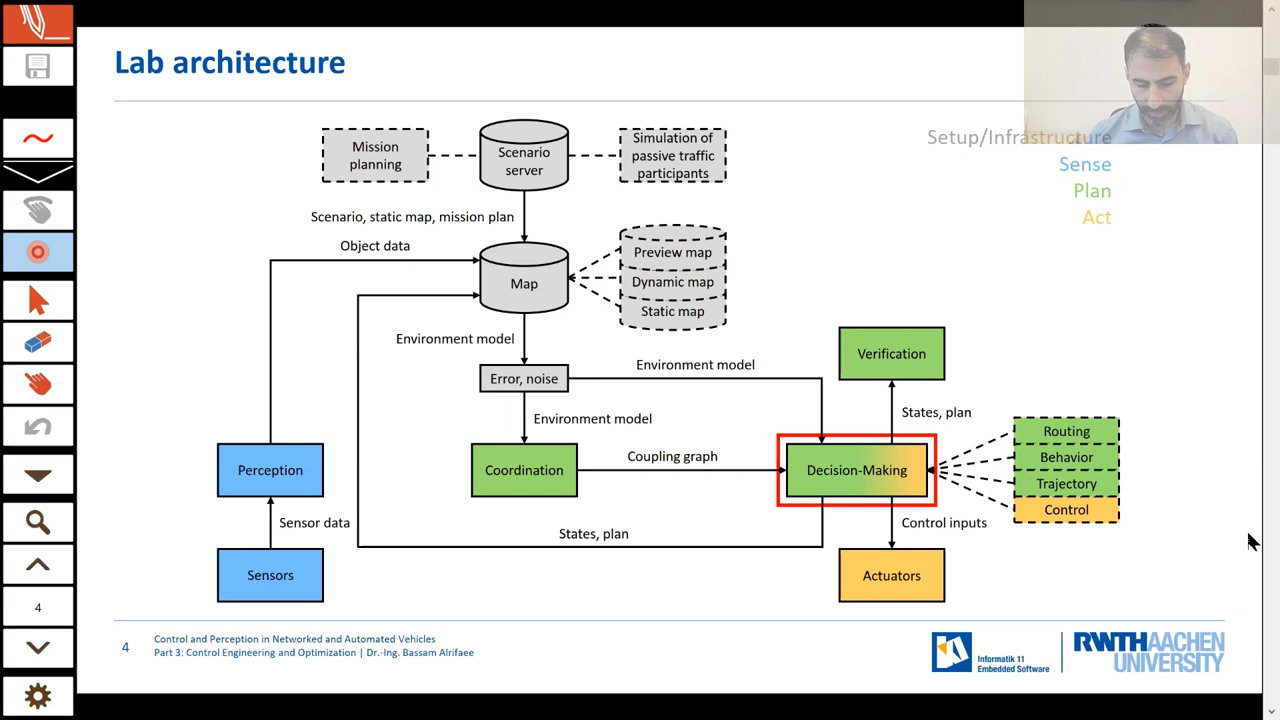 Lab architecture
Mission
planning
Scenario
server
Simulation of
passive traffic
participants
Setup/Infrastructure
Sense
Plan
Act
Scenario, static map, mission plan
Object data
Map
Preview map
Dynamic map
Static map
Environment model
Error, noise
Environment model
Verification
Environment model
States, plan
Perception
Coordination
Coupling graph
Decision-Making
Routing
Behavior
Trajectory
Control
Sensor data
States, plan
Control inputs
Sensors
Actuators
4
4
Control and Perception in Networked and Automated Vehicles
Part 3: Control Engineering and Optimization | Dr.-Ing. Bassam Alrifaee
Informatik 11
Embedded Software
RWTHAACHEN
UNIVERSITY